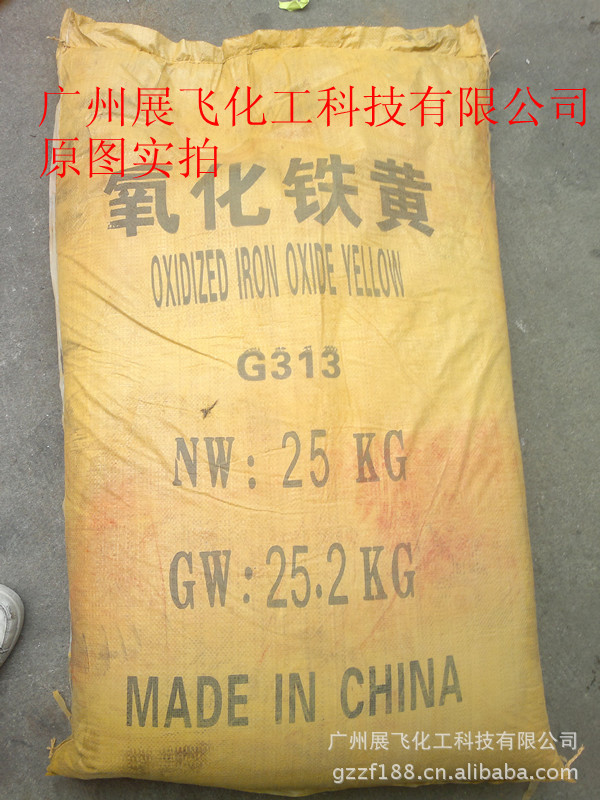 广州展飞化工科技有限公司
原图实拍
氧化铁黄
OXIDIZED IRON OXIDE YELLOW
G313
NW: 25 KG
GW: 25.2 KG
MADE IN CHINA
广州展飞化工科技有限公司
gzzf188.cn.alibaba.com